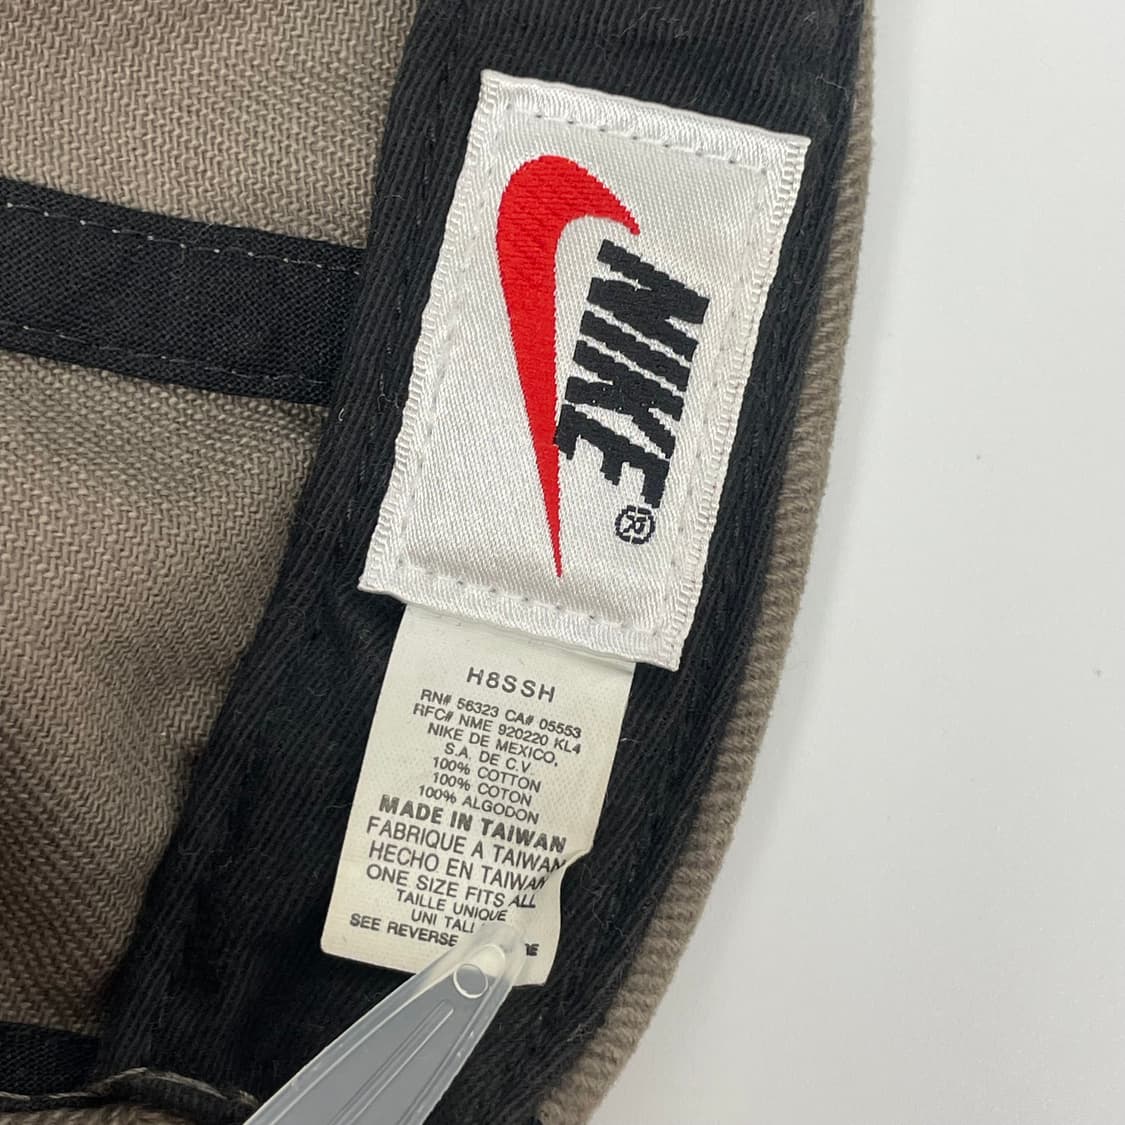 NIKE®
H8SSH
RN# 56323 CA# 05553
RFC# NME 920220 KL4
NIKE DE MEXICO,
S.A. DE C.V.
100% COTTON
100% COTON
100% ALGODON
MADE IN TAIWAN
FABRIQUE A TAIWAN
HECHO EN TAIWAN
ONE SIZE FITS ALL
TAILLE UNIQUE
UNI
SEE REVERSE